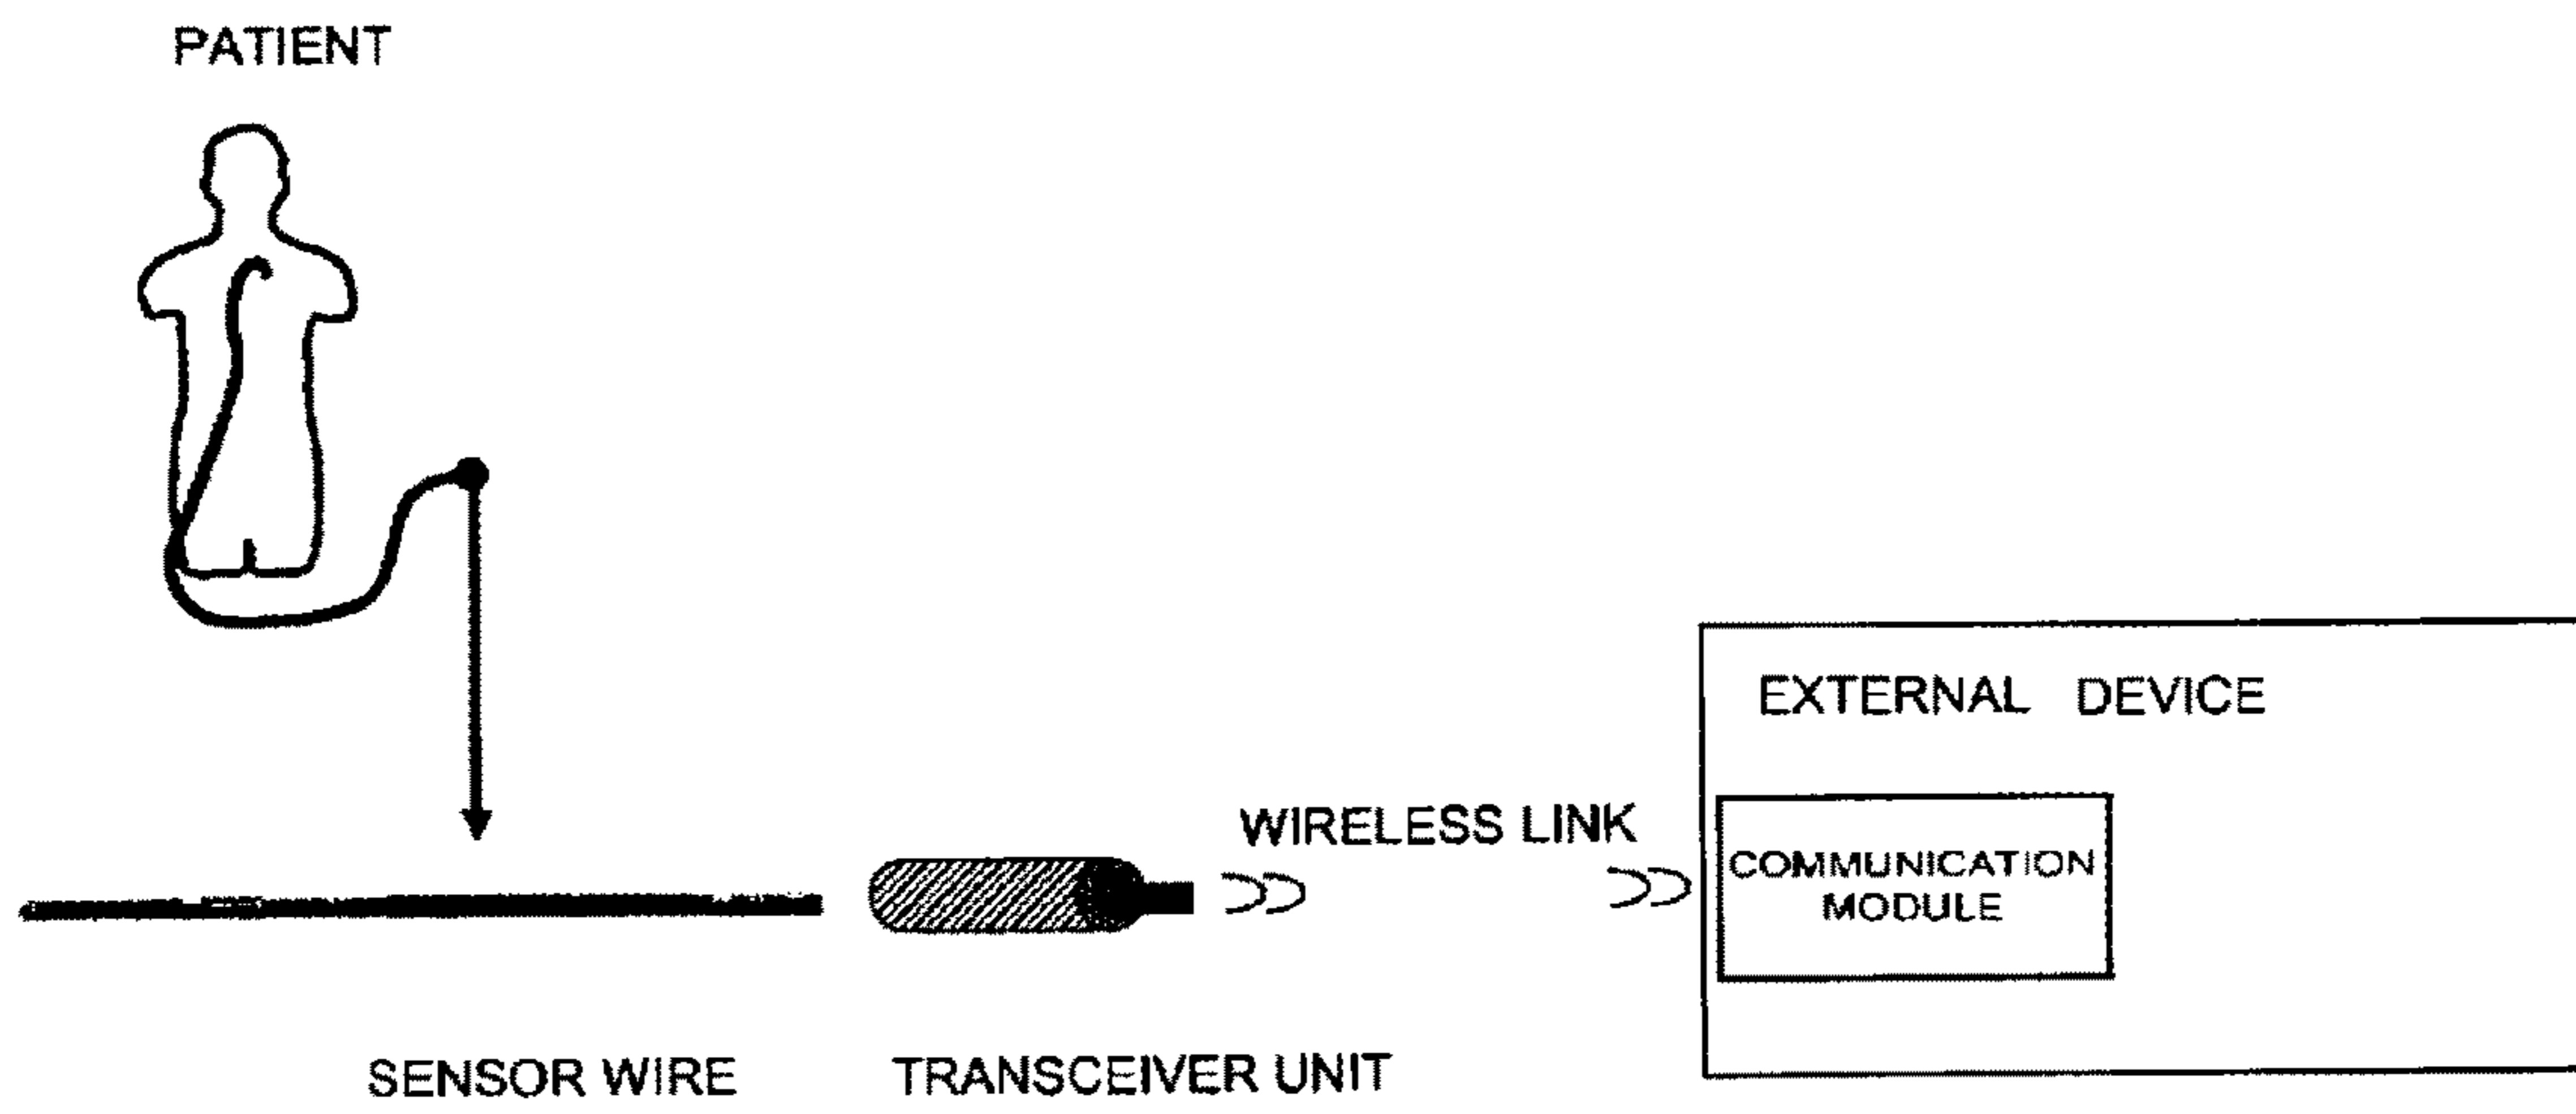 PATIENT
EXTERNAL DEVICE
WIRELESS LINK
COMMUNICATION
MODULE
SENSOR WIRE
TRANSCEIVER UNIT